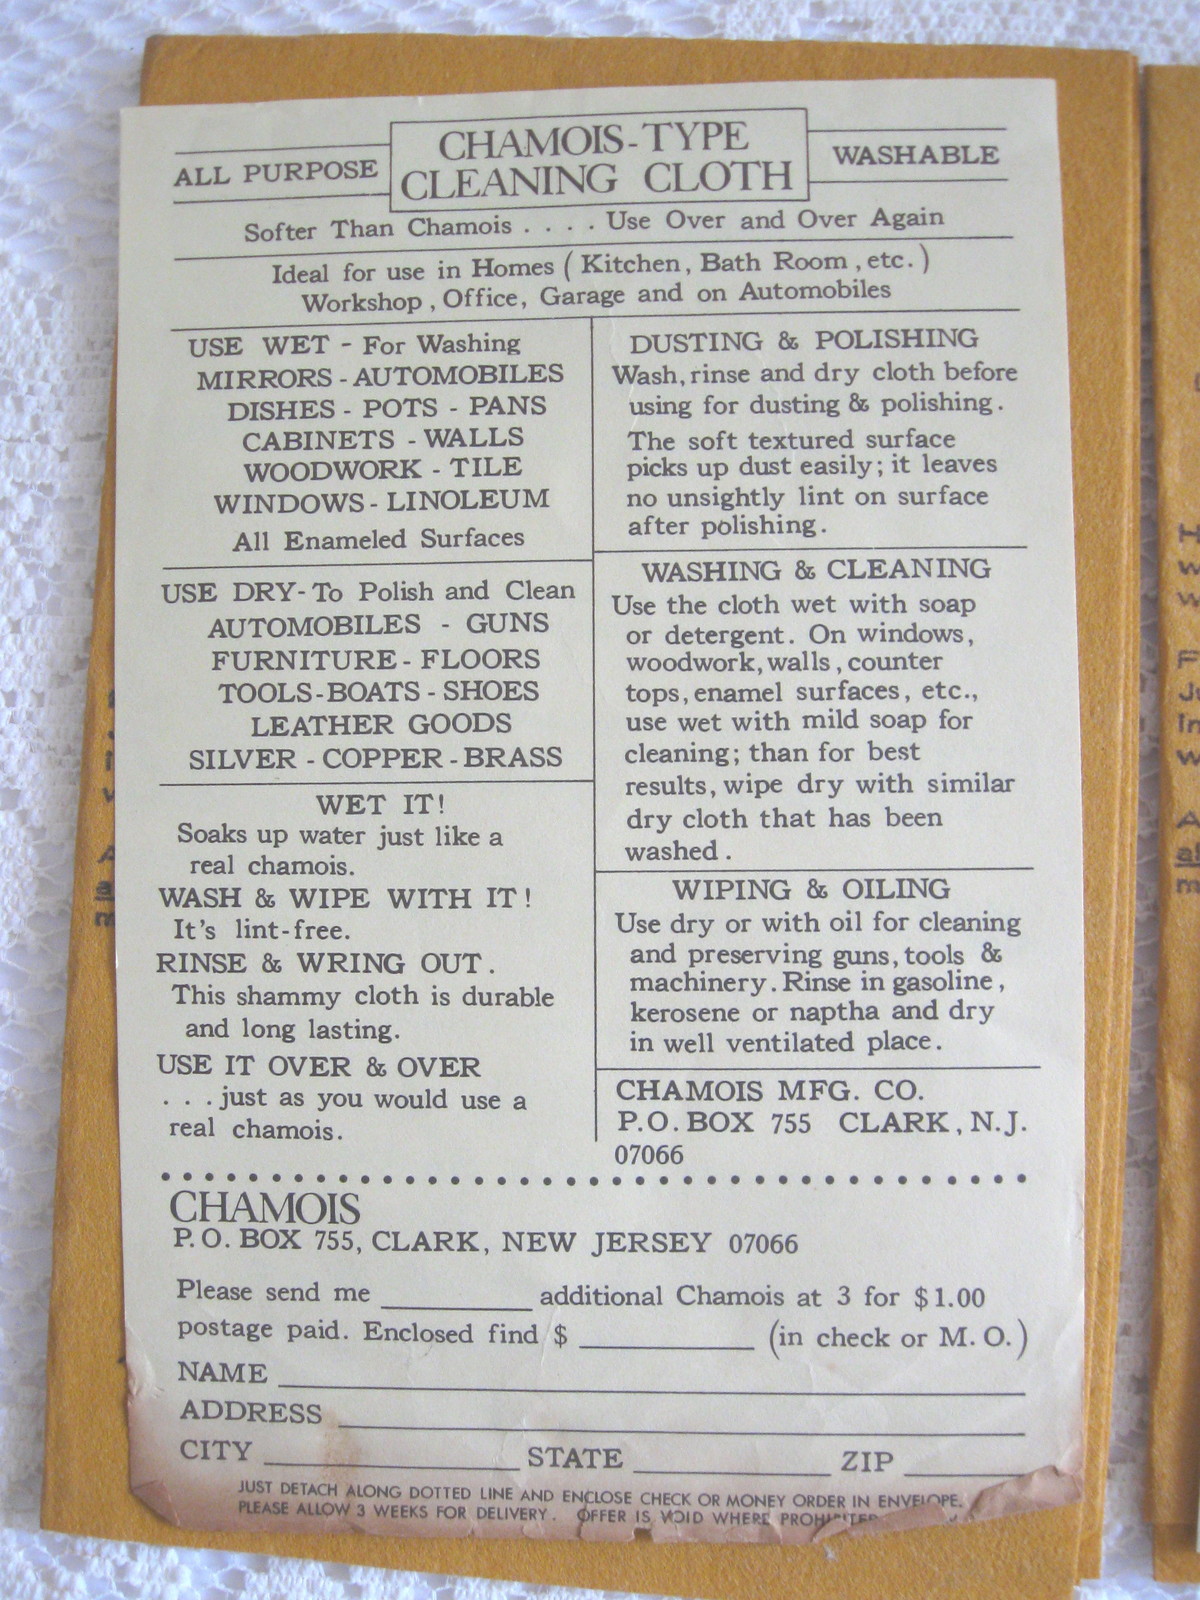 ALL PURPOSE
CHAMOIS-TYPE
CLEANING CLOTH
WASHABLE
Softer Than Chamois . . . . Use Over and Over Again
Ideal for use in Homes (Kitchen, Bath Room, etc.)
Workshop, Office, Garage and on Automobiles
USE WET - For Washing
MIRRORS - AUTOMOBILES
DISHES - POTS - PANS
CABINETS - WALLS
WOODWORK - TILE
WINDOWS - LINOLEUM
All Enameled Surfaces
USE DRY- To Polish and Clean
AUTOMOBILES - GUNS
FURNITURE - FLOORS
TOOLS - BOATS - SHOES
LEATHER GOODS
SILVER - COPPER - BRASS
WET IT!
Soaks up water just like a
real chamois.
WASH & WIPE WITH IT!
It's lint-free.
RINSE & WRING OUT.
This shammy cloth is durable
and long lasting.
USE IT OVER & OVER
. . . just as you would use a
real chamois.
DUSTING & POLISHING
Wash, rinse and dry cloth before
using for dusting & polishing.
The soft textured surface
picks up dust easily; it leaves
no unsightly lint on surface
after polishing.
WASHING & CLEANING
Use the cloth wet with soap
or detergent. On windows,
woodwork, walls, counter
tops, enamel surfaces, etc.,
use wet with mild soap for
cleaning; than for best
results, wipe dry with similar
dry cloth that has been
washed.
WIPING & OILING
Use dry or with oil for cleaning
and preserving guns, tools &
machinery. Rinse in gasoline,
kerosene or naptha and dry
in well ventilated place.
CHAMOIS MFG. CO.
P.O. BOX 755 CLARK, N.J.
07066
CHAMOIS
P.O. BOX 755, CLARK, NEW JERSEY 07066
Please send me ________ additional Chamois at 3 for $1.00
postage paid. Enclosed find $ ________ (in check or M.O.)
NAME
ADDRESS
CITY ________ STATE ________ ZIP ________
JUST DETACH ALONG DOTTED LINE AND ENCLOSE CHECK OR MONEY ORDER IN ENVELOPE.
PLEASE ALLOW 3 WEEKS FOR DELIVERY. OFFER IS VOID WHERE PROHIBITED